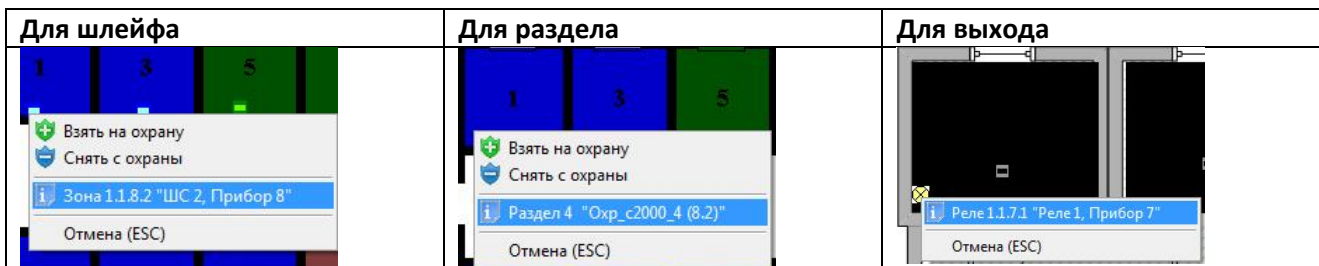 Для шлейфа
1 3 5
Взять на охрану
Снять с охраны
Зона 1.1.8.2 "ШС 2, Прибор 8"
Отмена (ESC)
Для раздела
1 3 5
Взять на охрану
Снять с охраны
Раздел 4 "Охр_с2000_4 (8.2)"
Отмена (ESC)
Для выхода
Реле 1.1.7.1 "Реле 1, Прибор 7"
Отмена (ESC)